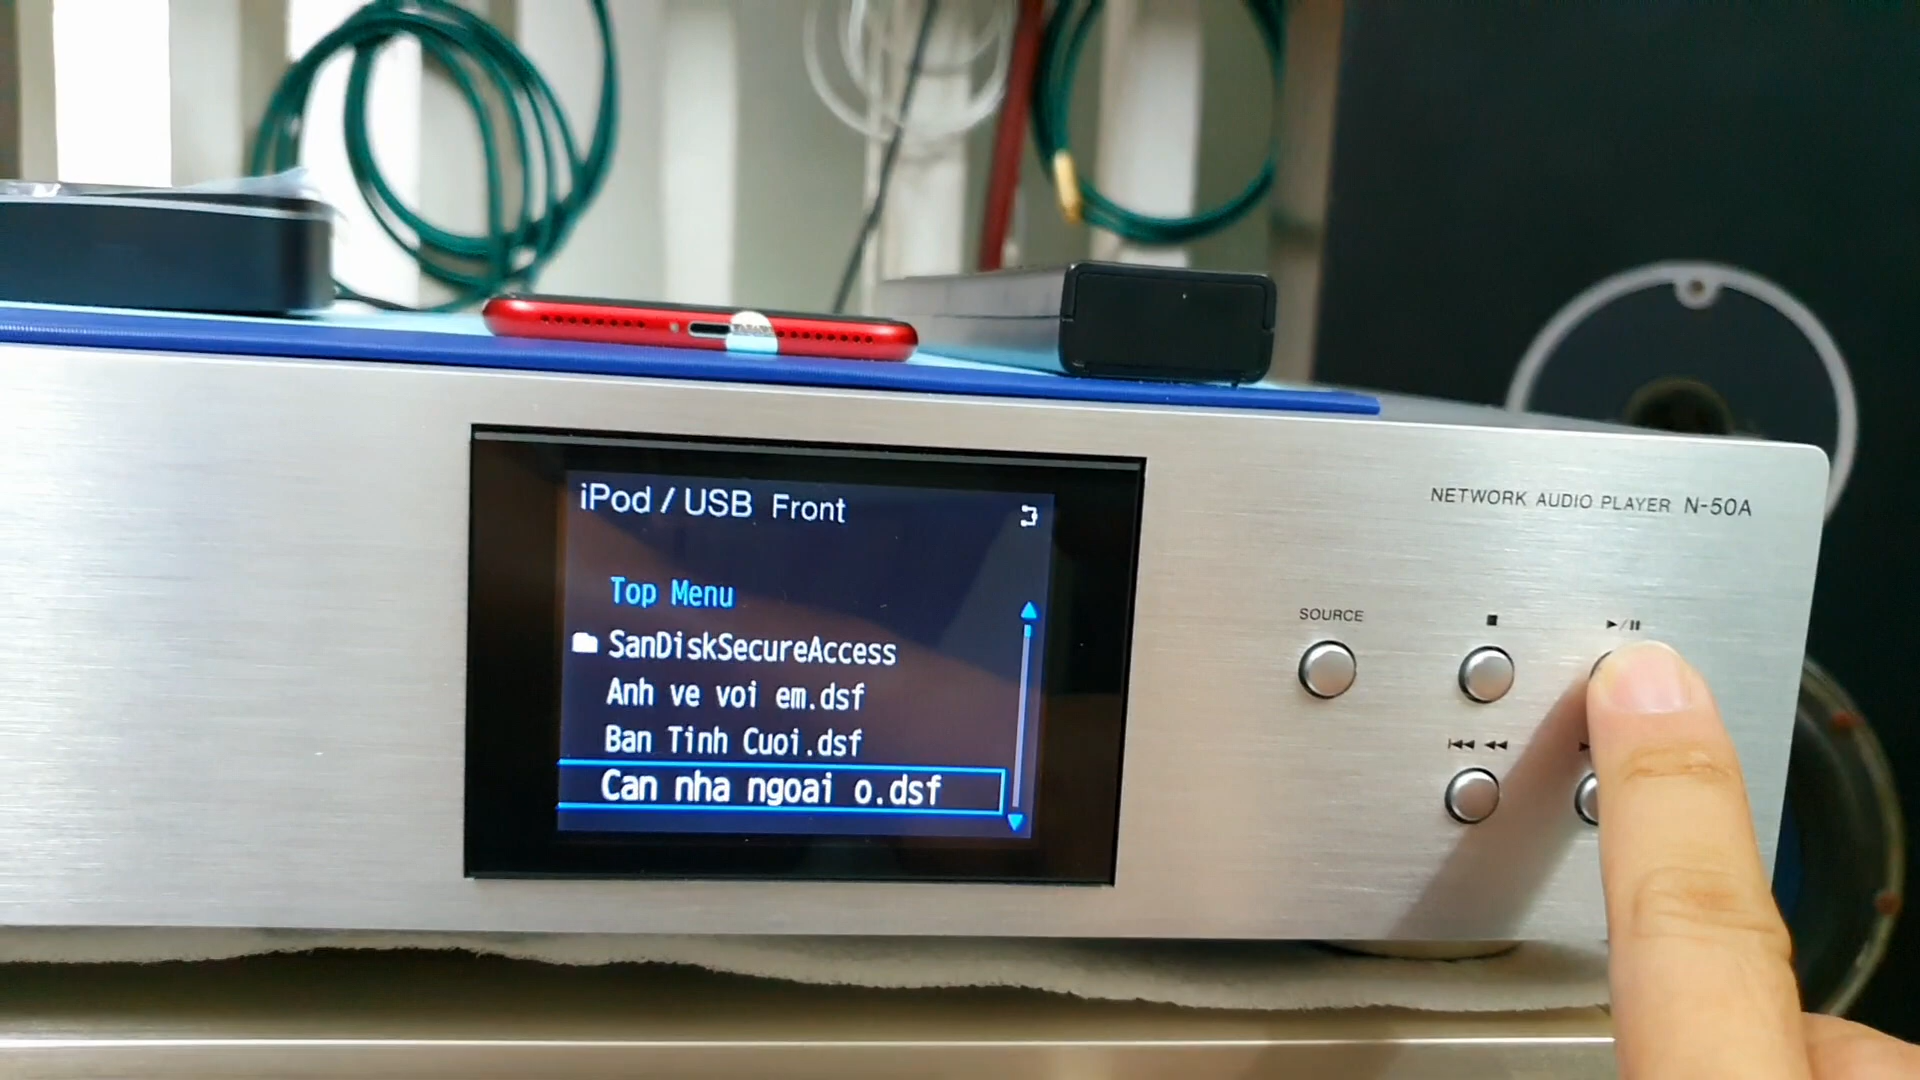 iPod / USB Front
Top Menu
SanDiskSecureAccess
Anh ve voi em.dsf
Ban Tinh Cuoi.dsf
Can nha ngoai o.dsf
NETWORK AUDIO PLAYER N-50A
SOURCE